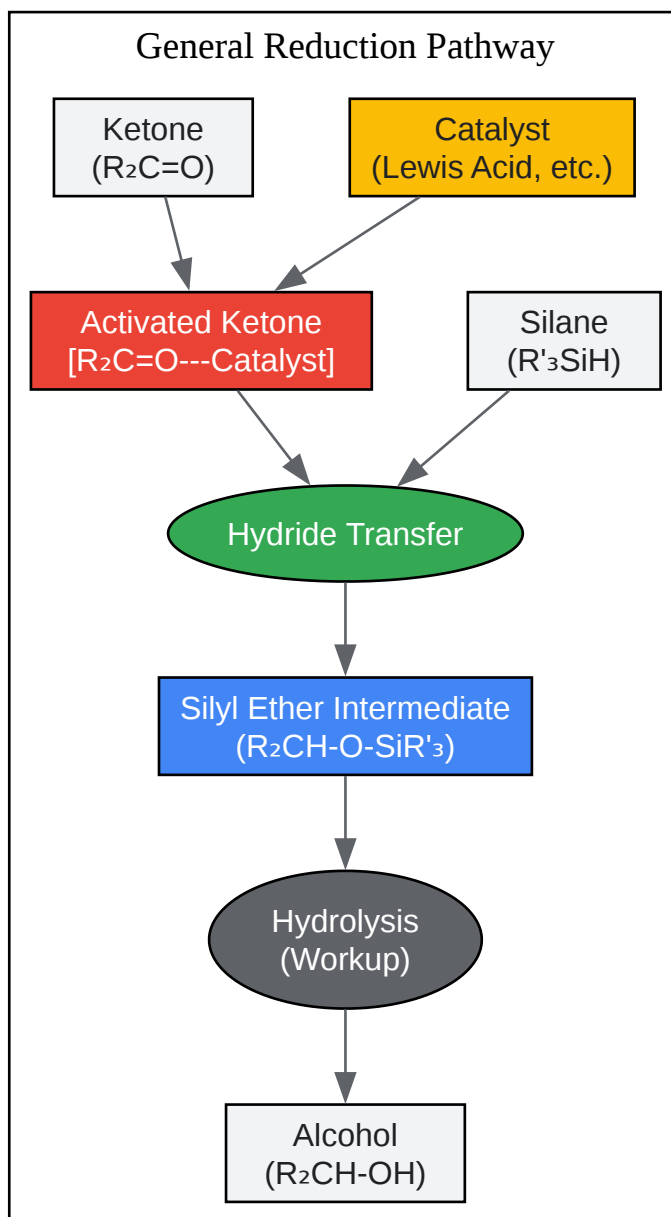 General Reduction Pathway
Ketone
(R₂C=O)
Catalyst
(Lewis Acid, etc.)
Activated Ketone
[R₂C=O---Catalyst]
Silane
(R'₃SiH)
Hydride Transfer
Silyl Ether Intermediate
(R₂CH-O-SiR'₃)
Hydrolysis
(Workup)
Alcohol
(R₂CH-OH)